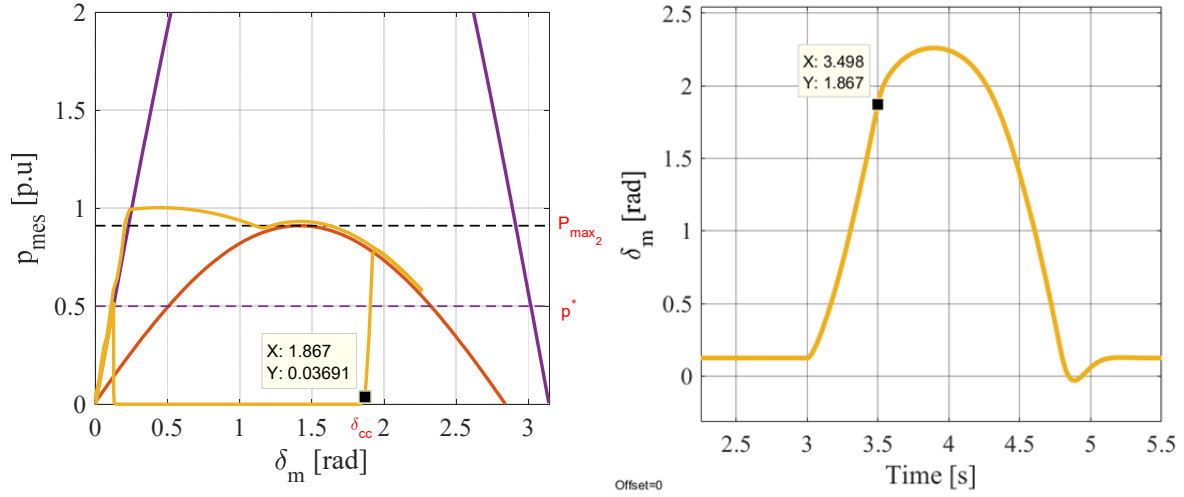 2
1.5
1
0.5
0
p_mes [p.u]
P_max_2
p*
X: 1.867
Y: 0.03691
0 0.5 1 1.5 2 2.5 3
δ_cc
δ_m [rad]
2.5
2
1.5
1
0.5
0
δ_m [rad]
X: 3.498
Y: 1.867
2.5 3 3.5 4 4.5 5 5.5
Time [s]
Offset=0